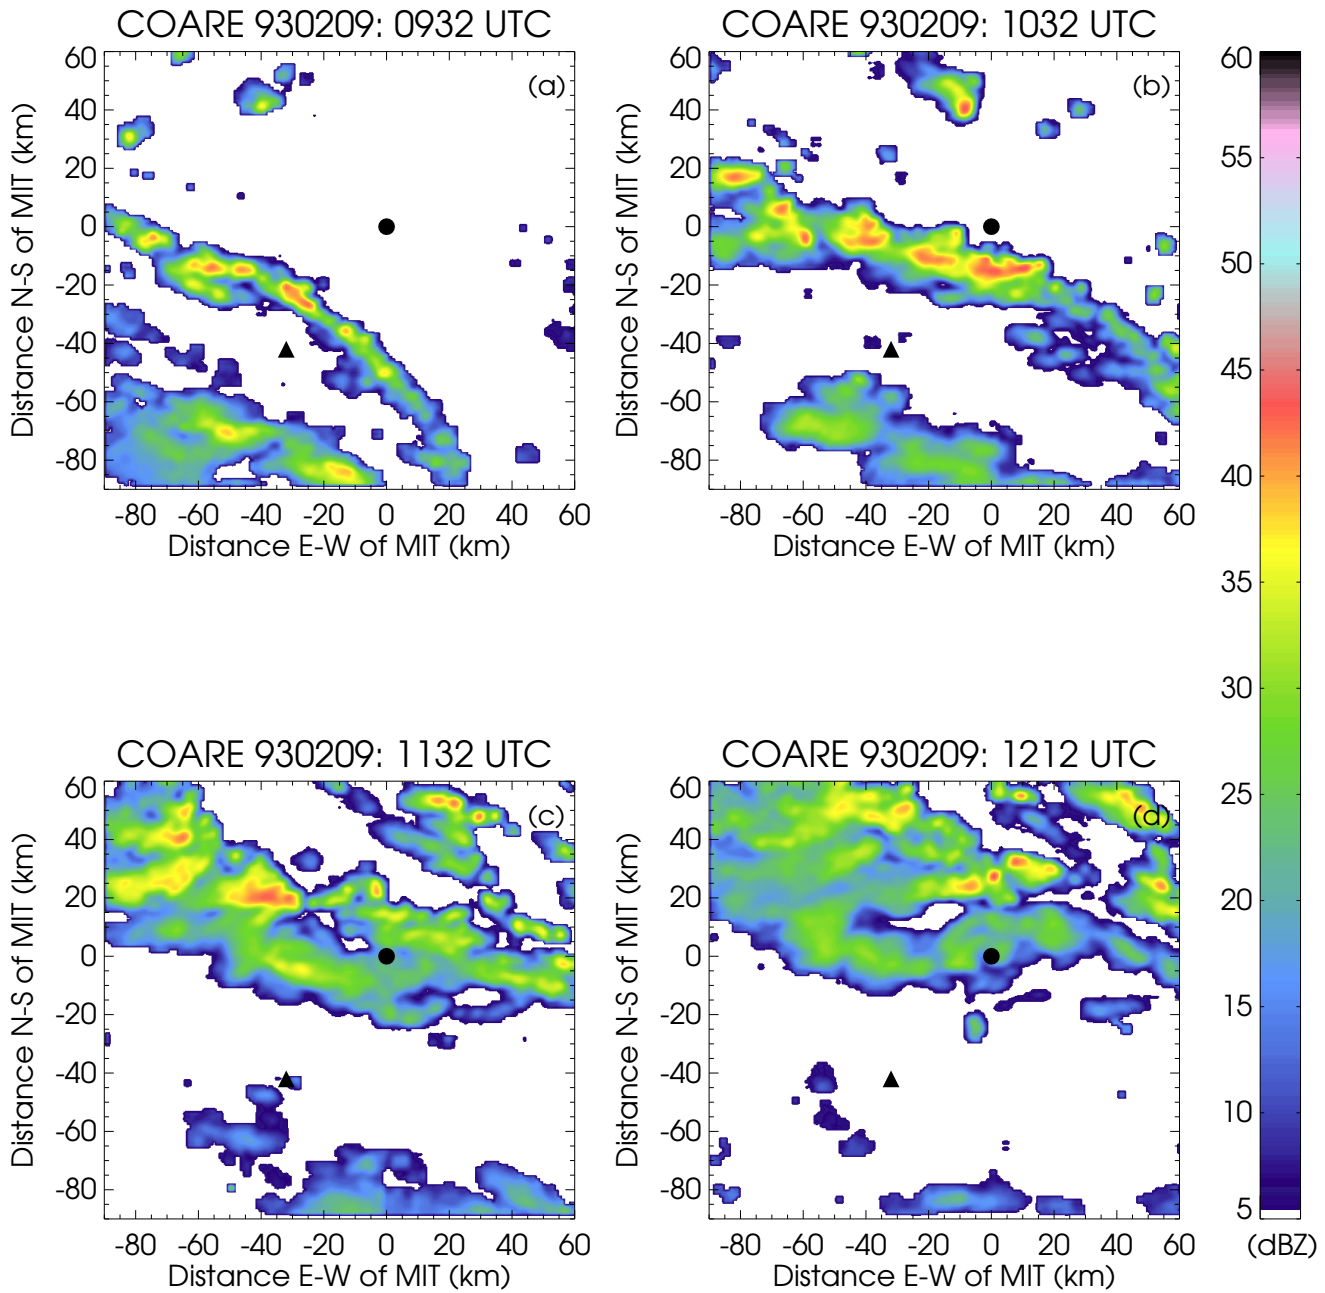 COARE 930209: 0932 UTC
(a)
60
40
20
0
-20
-40
-60
-80
Distance N-S of MIT (km)
-80 -60 -40 -20 0 20 40 60
Distance E-W of MIT (km)
COARE 930209: 1032 UTC
(b)
60
40
20
0
-20
-40
-60
-80
Distance N-S of MIT (km)
-80 -60 -40 -20 0 20 40 60
Distance E-W of MIT (km)
COARE 930209: 1132 UTC
(c)
60
40
20
0
-20
-40
-60
-80
Distance N-S of MIT (km)
-80 -60 -40 -20 0 20 40 60
Distance E-W of MIT (km)
COARE 930209: 1212 UTC
(d)
60
40
20
0
-20
-40
-60
-80
Distance N-S of MIT (km)
-80 -60 -40 -20 0 20 40 60
Distance E-W of MIT (km)
60
55
50
45
40
35
30
25
20
15
10
5
(dBZ)